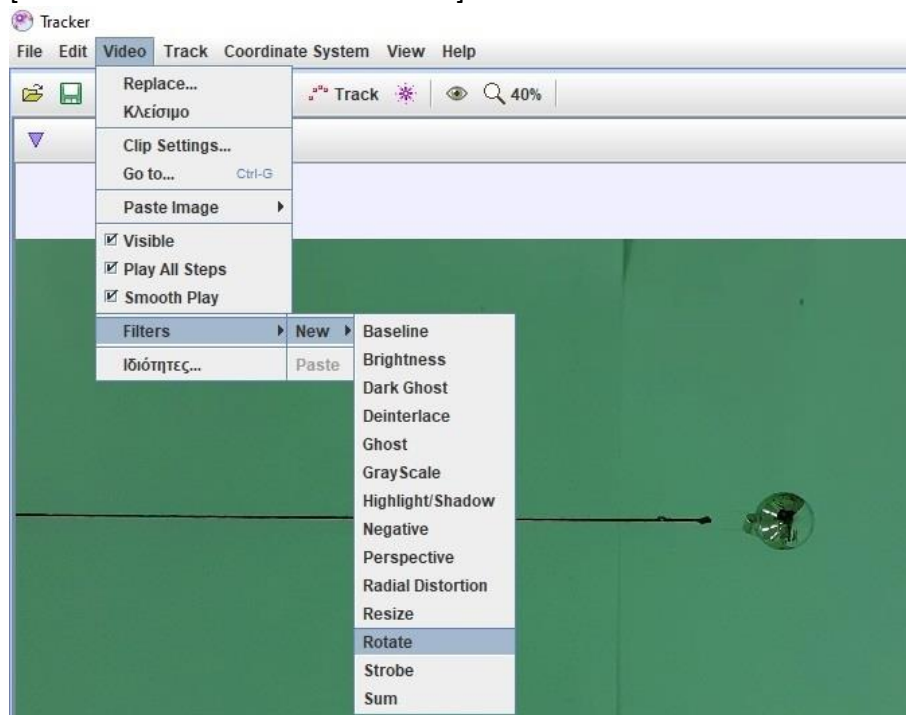 Tracker
File Edit Video Track Coordinate System View Help
Track 40%
Replace...
Κλείσιμο
Clip Settings...
Go to... Ctrl-G
Paste Image
Visible
Play All Steps
Smooth Play
Filters
Ιδιότητες...
New
Paste
Baseline
Brightness
Dark Ghost
Deinterlace
Ghost
GrayScale
Highlight/Shadow
Negative
Perspective
Radial Distortion
Resize
Rotate
Strobe
Sum